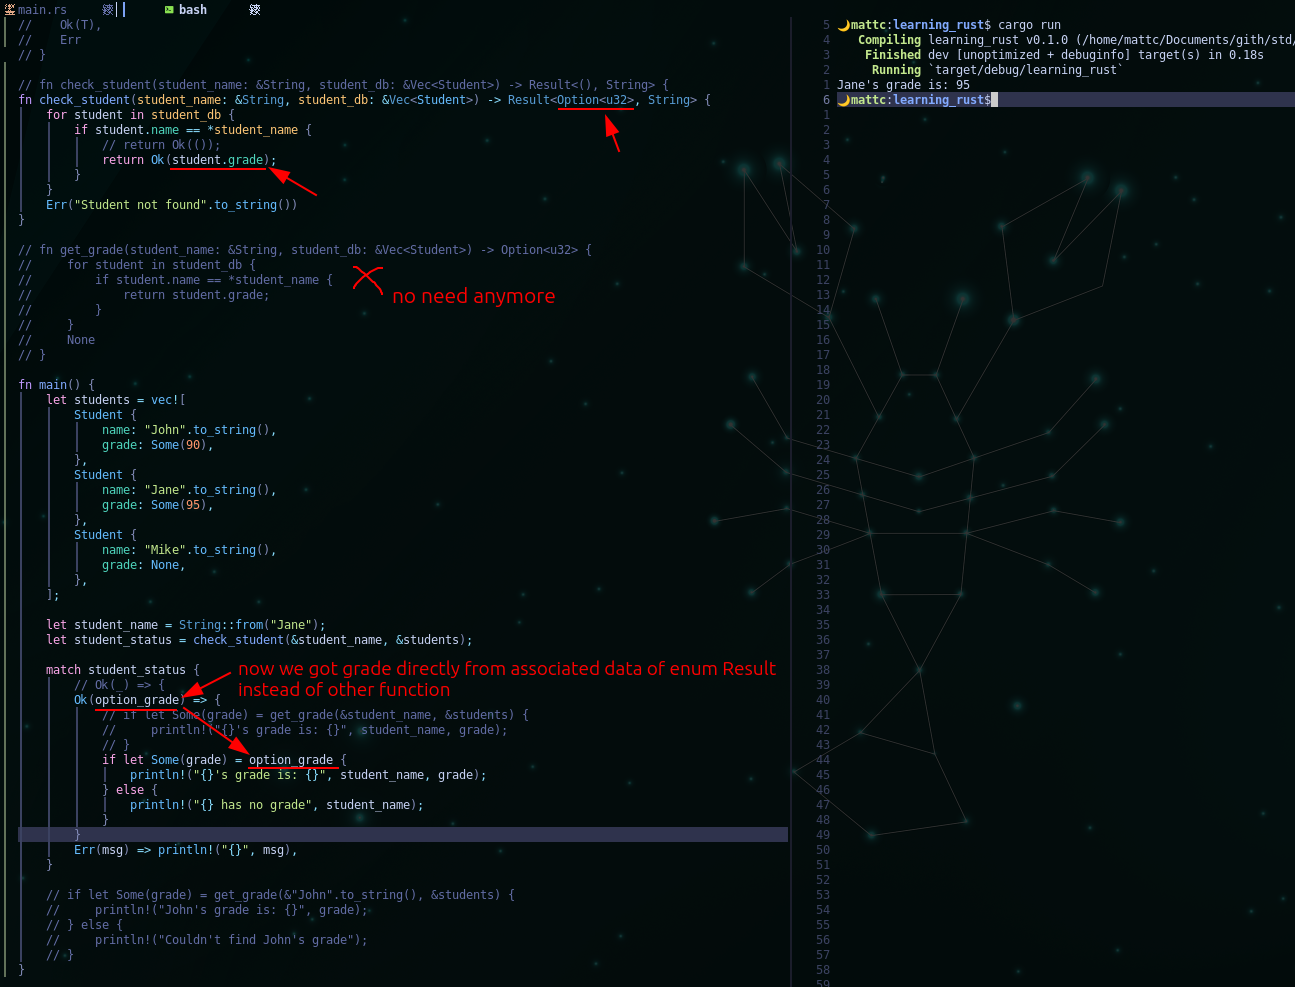 main.rs
bash
//    Ok(T),
//    Err
// }
// fn check_student(student_name: &String, student_db: &Vec<Student>) -> Result<(), String> {
fn check_student(student_name: &String, student_db: &Vec<Student>) -> Result<Option<u32>, String> {
    for student in student_db {
        if student.name == *student_name {
            // return Ok(());
            return Ok(student.grade);
        }
    }
    Err("Student not found".to_string())
}
// fn get_grade(student_name: &String, student_db: &Vec<Student>) -> Option<u32> {
//     for student in student_db {
//         if student.name == *student_name {
//             return student.grade;
//         }
//     }
//     None
// }
no need anymore
fn main() {
    let students = vec![
        Student {
            name: "John".to_string(),
            grade: Some(90),
        },
        Student {
            name: "Jane".to_string(),
            grade: Some(95),
        },
        Student {
            name: "Mike".to_string(),
            grade: None,
        },
    ];
    let student_name = String::from("Jane");
    let student_status = check_student(&student_name, &students);
    match student_status {
now we got grade directly from associated data of enum Result
Instead of other function
        // Ok(_) => {
        Ok(option_grade) => {
            // if let Some(grade) = get_grade(&student_name, &students) {
            //     println!("{}'s grade is: {}", student_name, grade);
            // }
            if let Some(grade) = option_grade {
                println!("{}'s grade is: {}", student_name, grade);
            } else {
                println!("{} has no grade", student_name);
            }
        }
        Err(msg) => println!("{}", msg),
    }
    // if let Some(grade) = get_grade(&"John".to_string(), &students) {
    //     println!("John's grade is: {}", grade);
    // } else {
    //     println!("Couldn't find John's grade");
    // }
}
5 🌙mattc:learning_rust$ cargo run
4    Compiling learning_rust v0.1.0 (/home/mattc/Documents/gith/std/
3     Finished dev [unoptimized + debuginfo] target(s) in 0.18s
2      Running `target/debug/learning_rust`
1 Jane's grade is: 95
6 🌙mattc:learning_rust$
1
2
3
4
5
6
7
8
9
10
11
12
13
14
15
16
17
18
19
20
21
22
23
24
25
26
27
28
29
30
31
32
33
34
35
36
37
38
39
40
41
42
43
44
45
46
47
48
49
50
51
52
53
54
55
56
57
58
59